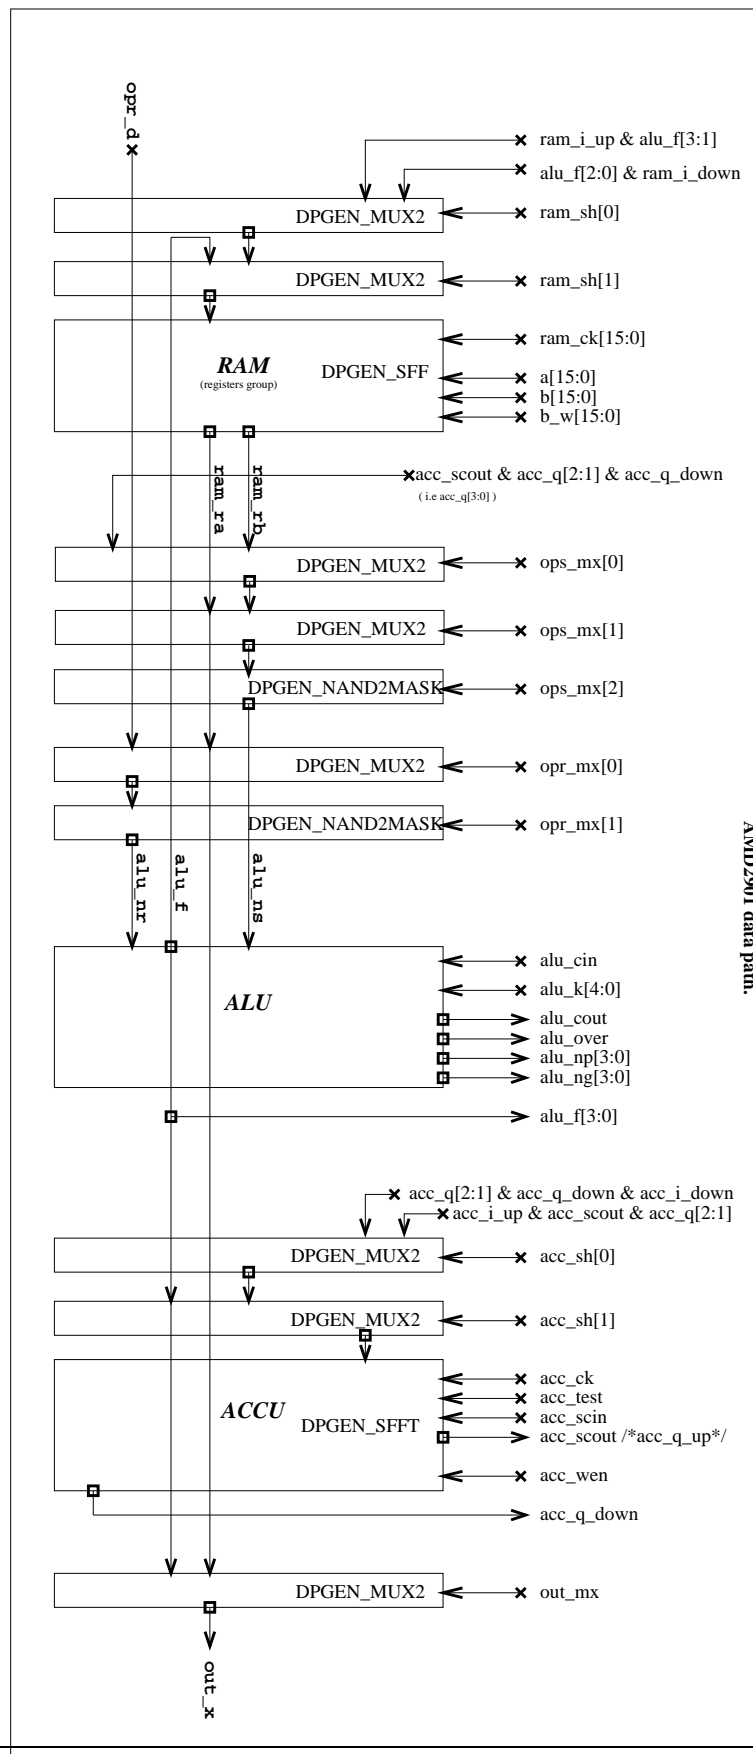 opr_d
ram_i_up & alu_f[3:1]
alu_f[2:0] & ram_i_down
DPGEN_MUX2
ram_sh[0]
DPGEN_MUX2
ram_sh[1]
RAM
(registers group)
DPGEN_SFF
ram_ck[15:0]
a[15:0]
b[15:0]
b_w[15:0]
ram_ra
ram_rb
acc_scout & acc_q[2:1] & acc_q_down
( i.e acc_q[3:0] )
DPGEN_MUX2
ops_mx[0]
DPGEN_MUX2
ops_mx[1]
DPGEN_NAND2MASK
ops_mx[2]
DPGEN_MUX2
opr_mx[0]
DPGEN_NAND2MASK
opr_mx[1]
alu_nr
alu_f
alu_ns
AMD2901 data path.
ALU
alu_cin
alu_k[4:0]
alu_cout
alu_over
alu_np[3:0]
alu_ng[3:0]
alu_f[3:0]
acc_q[2:1] & acc_q_down & acc_i_down
acc_i_up & acc_scout & acc_q[2:1]
DPGEN_MUX2
acc_sh[0]
DPGEN_MUX2
acc_sh[1]
ACCU
DPGEN_SFFT
acc_ck
acc_test
acc_scin
acc_scout /*acc_q_up*/
acc_wen
acc_q_down
DPGEN_MUX2
out_mx
out_x